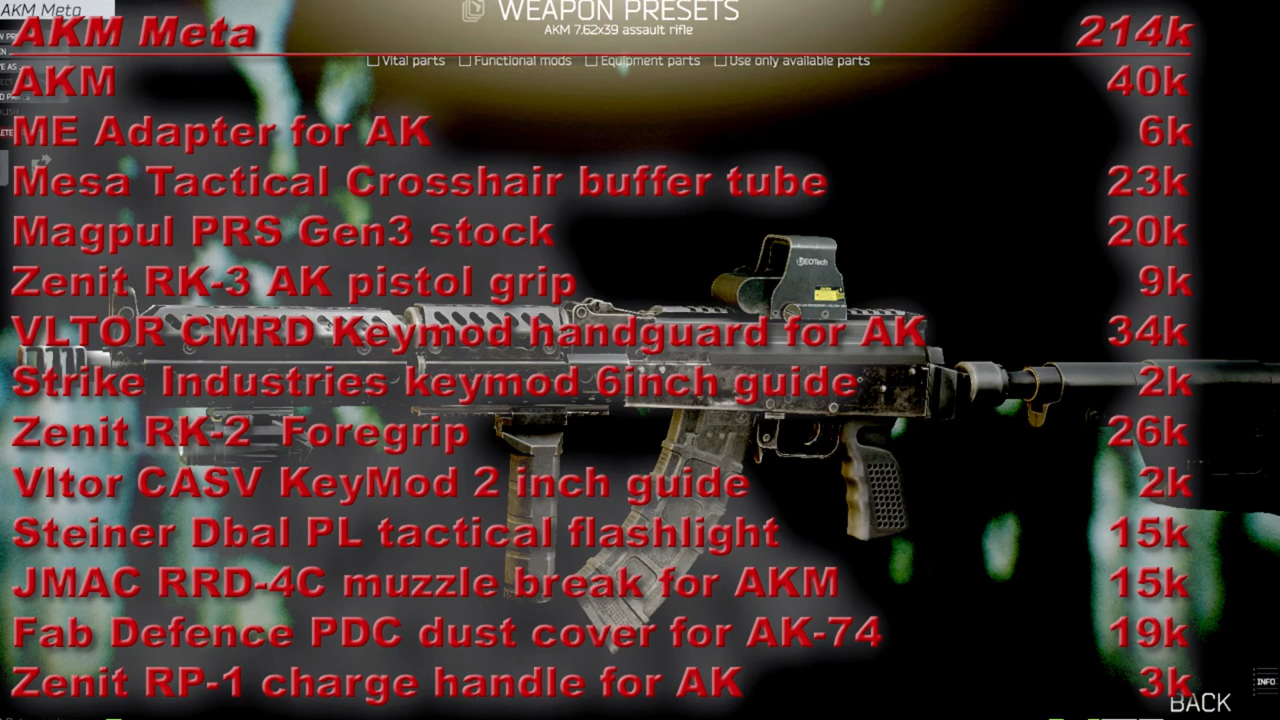 AKM Meta
WEAPON PRESETS
AKM 7.62x39 assault rifle
Vital parts Functional mods Equipment parts Use only available parts
AKM Meta 214k
AKM 40k
ME Adapter for AK 6k
Mesa Tactical Crosshair buffer tube 23k
Magpul PRS Gen3 stock 20k
EOTech
Zenit RK-3 AK pistol grip 9k
VLTOR CMRD Keymod handguard for AK 34k
Strike Industries keymod 6inch guide 2k
Zenit RK-2 Foregrip 26k
Vltor CASV KeyMod 2 inch guide 2k
Steiner Dbal PL tactical flashlight 15k
JMAC RRD-4C muzzle break for AKM 15k
Fab Defence PDC dust cover for AK-74 19k
Zenit RP-1 charge handle for AK 3k
INFO
BACK